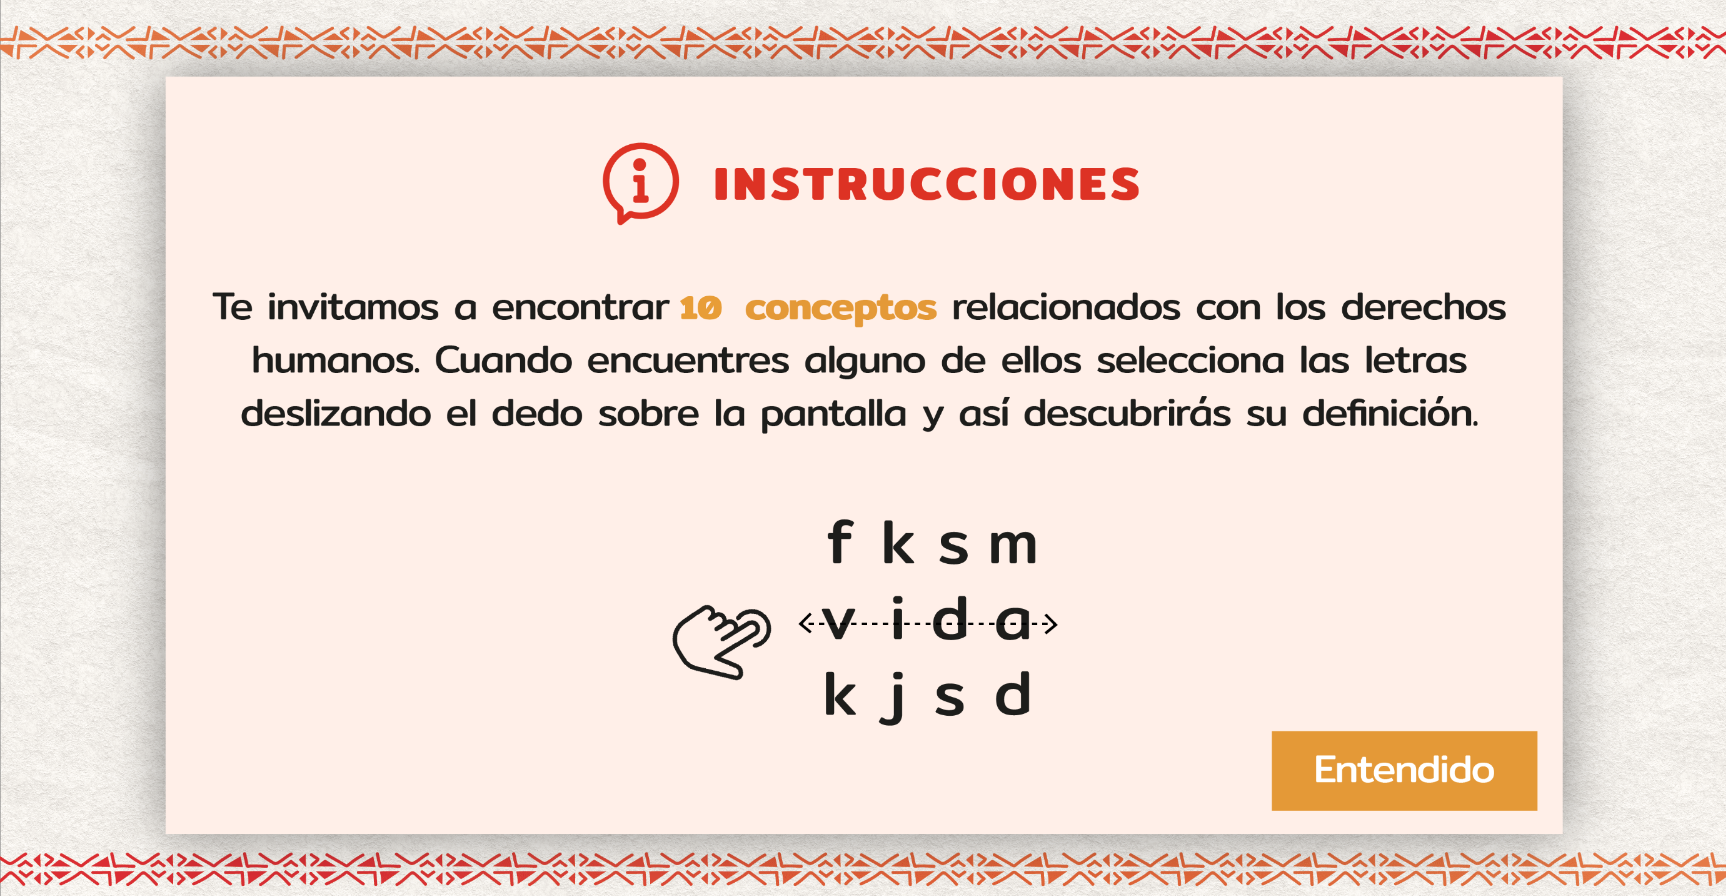 INSTRUCCIONES
Te invitamos a encontrar 10 conceptos relacionados con los derechos
humanos. Cuando encuentres alguno de ellos selecciona las letras
deslizando el dedo sobre la pantalla y así descubrirás su definición.
f k s m
v i d a
k j s d
Entendido